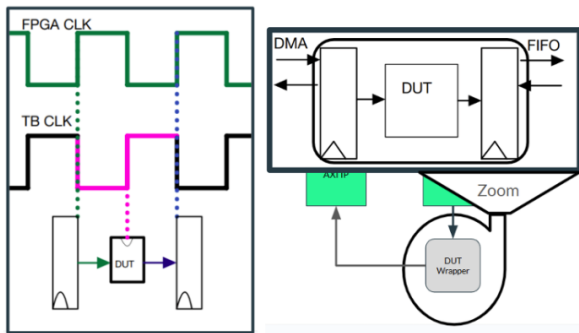 FPGA CLK
TB CLK
DUT
DMA
FIFO
DUT
Zoom
DUT
Wrapper